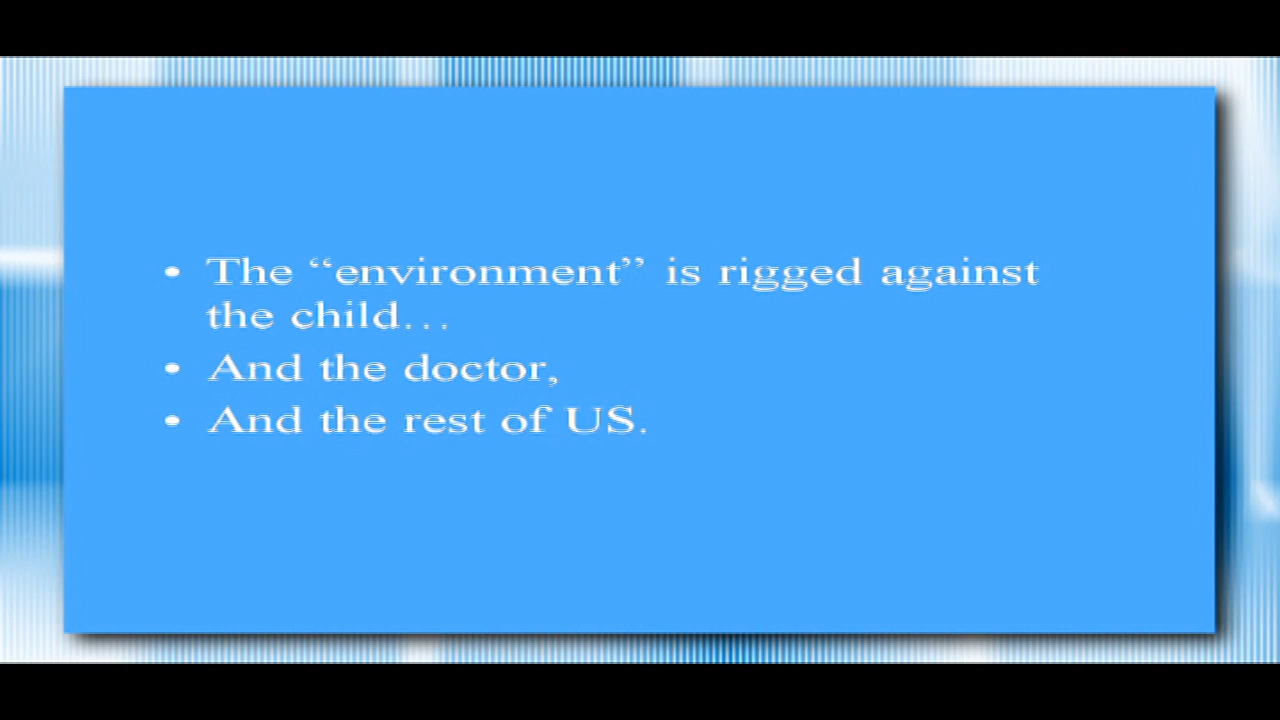 • The “environment” is rigged against
the child…
• And the doctor,
• And the rest of US.